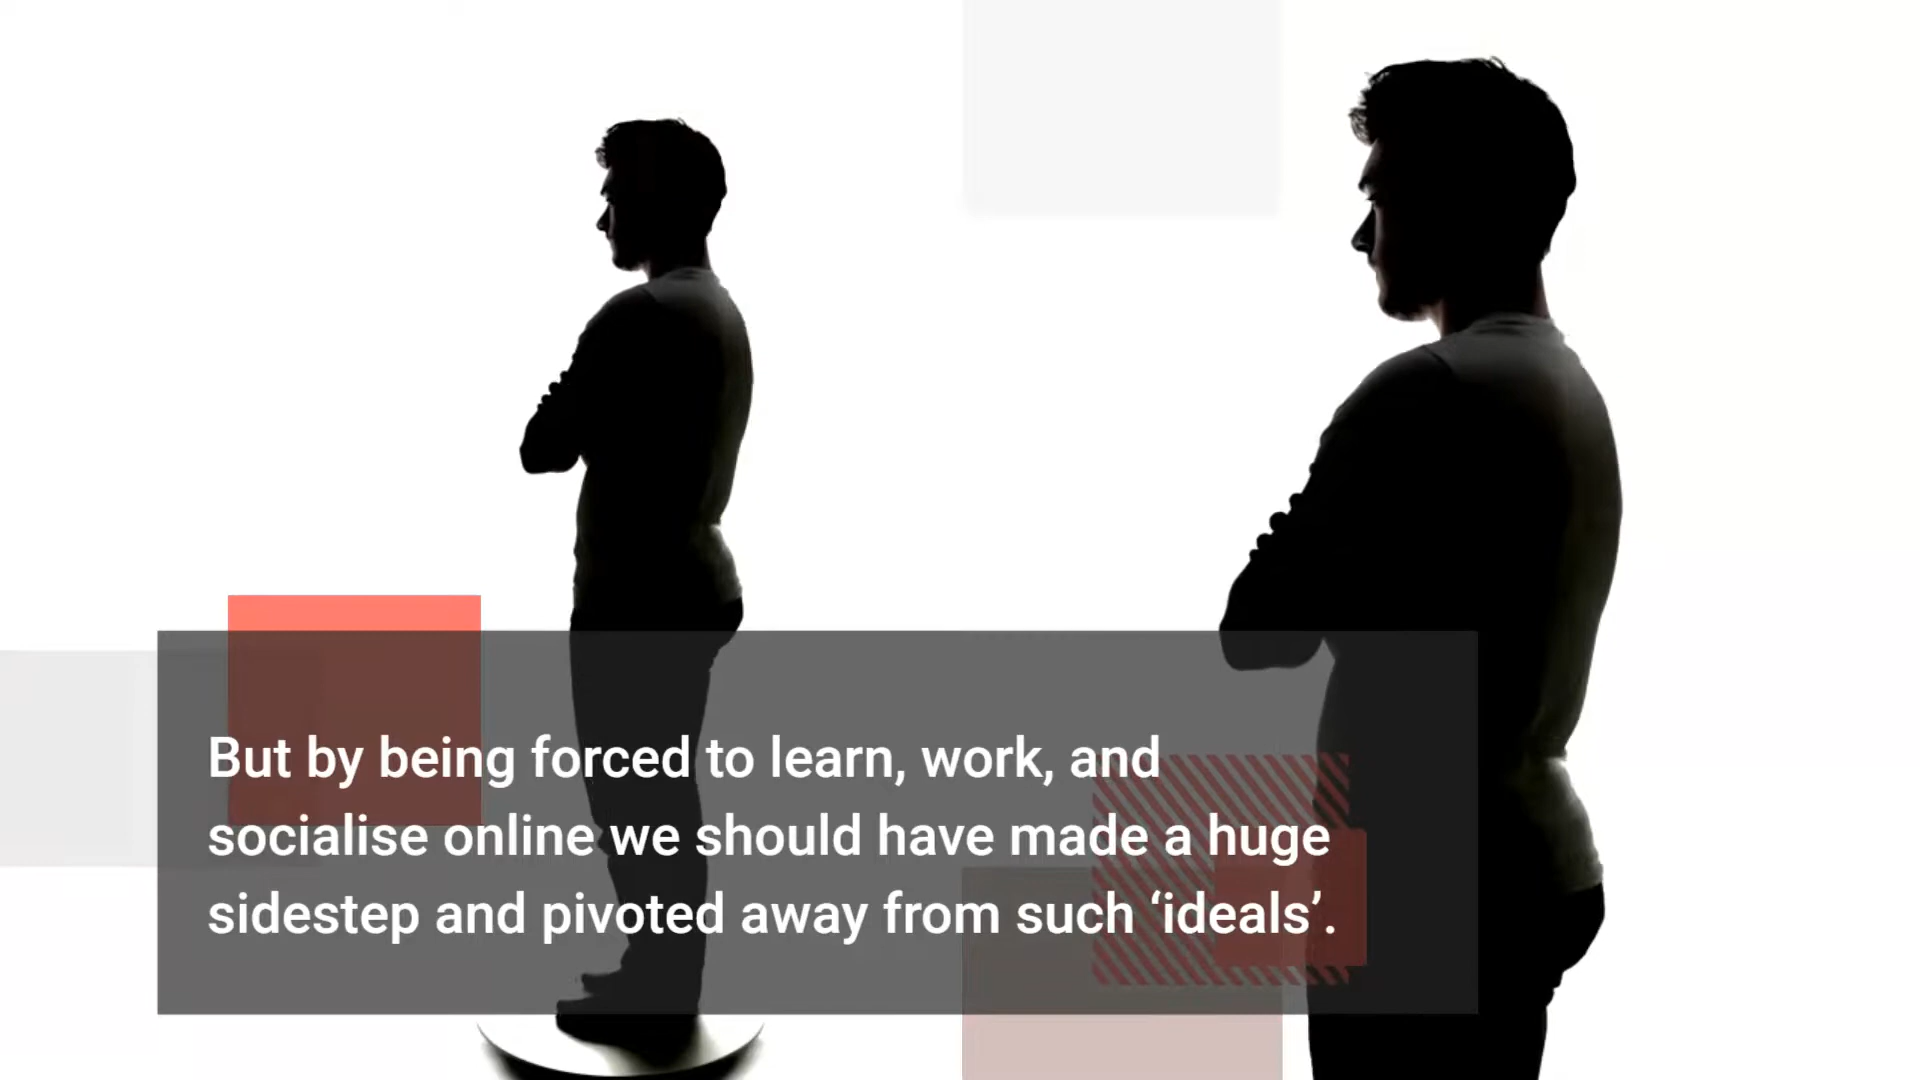 But by being forced to learn, work, and
socialise online we should have made a huge
sidestep and pivoted away from such ‘ideals’.